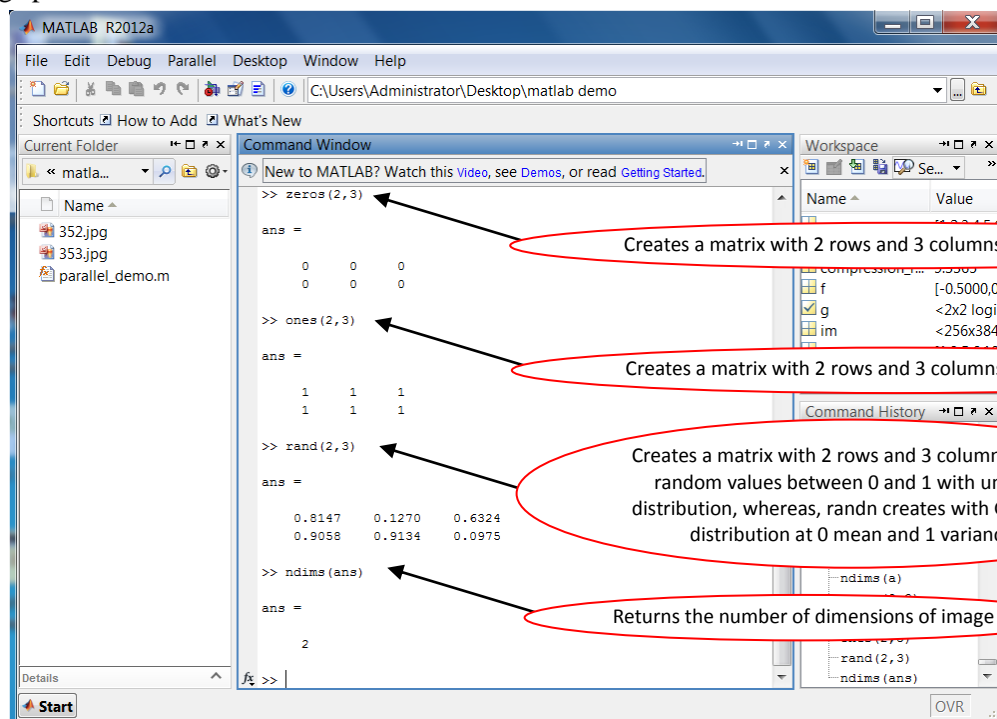 MATLAB R2012a
File Edit Debug Parallel Desktop Window Help
C:\Users\Administrator\Desktop\matlab demo
Shortcuts How to Add What's New
Current Folder
« matla...
Name
352.jpg
353.jpg
parallel_demo.m
Details
Start
Command Window
New to MATLAB? Watch this Video, see Demos, or read Getting Started.
>> zeros(2,3)
ans =
0 0 0
0 0 0
>> ones(2,3)
ans =
1 1 1
1 1 1
>> rand(2,3)
ans =
0.8147 0.1270 0.6324
0.9058 0.9134 0.0975
>> ndims(ans)
ans =
2
fx >>
Creates a matrix with 2 rows and 3 columns
Creates a matrix with 2 rows and 3 columns
Creates a matrix with 2 rows and 3 column
random values between 0 and 1 with
distribution, whereas, randn creates with
distribution at 0 mean and 1
Returns the number of dimensions of image
Workspace
Se...
Name Value
f [-0.5000,0
g <2x2 logi
im <256x384
Command History
ndims(a)
rand(2,3)
ndims(ans)
OVR